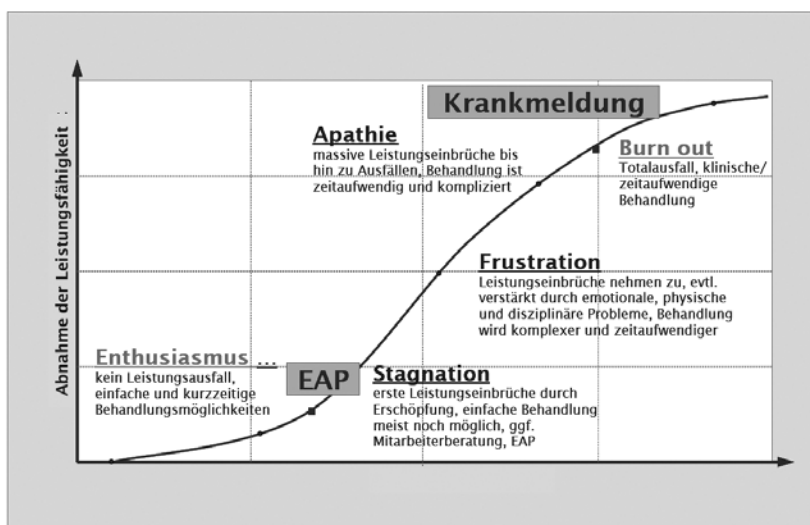 Abnahme der Leistungsfähigkeit :
Krankmeldung
Apathie
massive Leistungseinbrüche bis
hin zu Ausfällen, Behandlung ist
zeitaufwendig und kompliziert
Burn out
Totalausfall, klinische/
zeitaufwendige
Behandlung
Frustration
Leistungseinbrüche nehmen zu, evtl.
verstärkt durch emotionale, physische
und disziplinäre Probleme, Behandlung
wird komplexer und zeitaufwendiger
Enthusiasmus ...
kein Leistungsausfall,
einfache und kurzzeitige
Behandlungsmöglichkeiten
EAP
Stagnation
erste Leistungseinbrüche durch
Erschöpfung, einfache Behandlung
meist noch möglich, ggf.
Mitarbeiterberatung, EAP